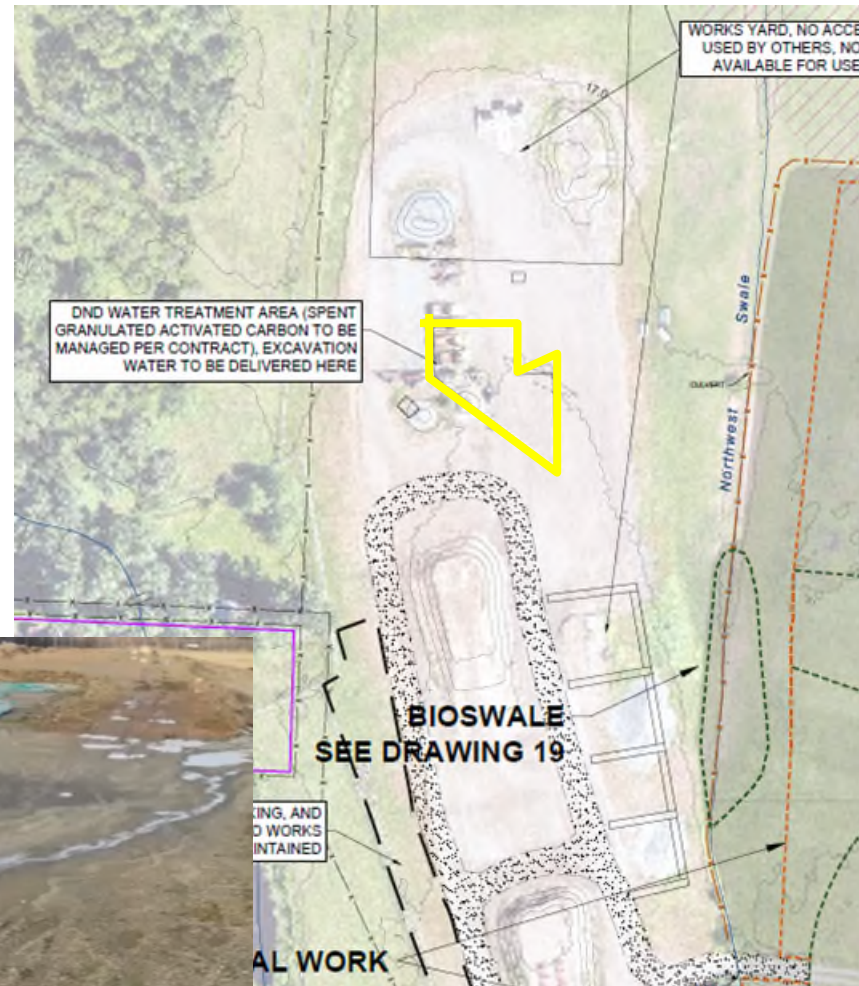 WORKS YARD, NO ACCE
USED BY OTHERS, NO
AVAILABLE FOR USE
17.0
Swale
DND WATER TREATMENT AREA (SPENT
GRANULATED ACTIVATED CARBON TO BE
MANAGED PER CONTRACT), EXCAVATION
WATER TO BE DELIVERED HERE
CULVERT
Northwest
BIOSWALE
SEE DRAWING 19
KING, AND
D WORKS
INTAINED
AL WORK